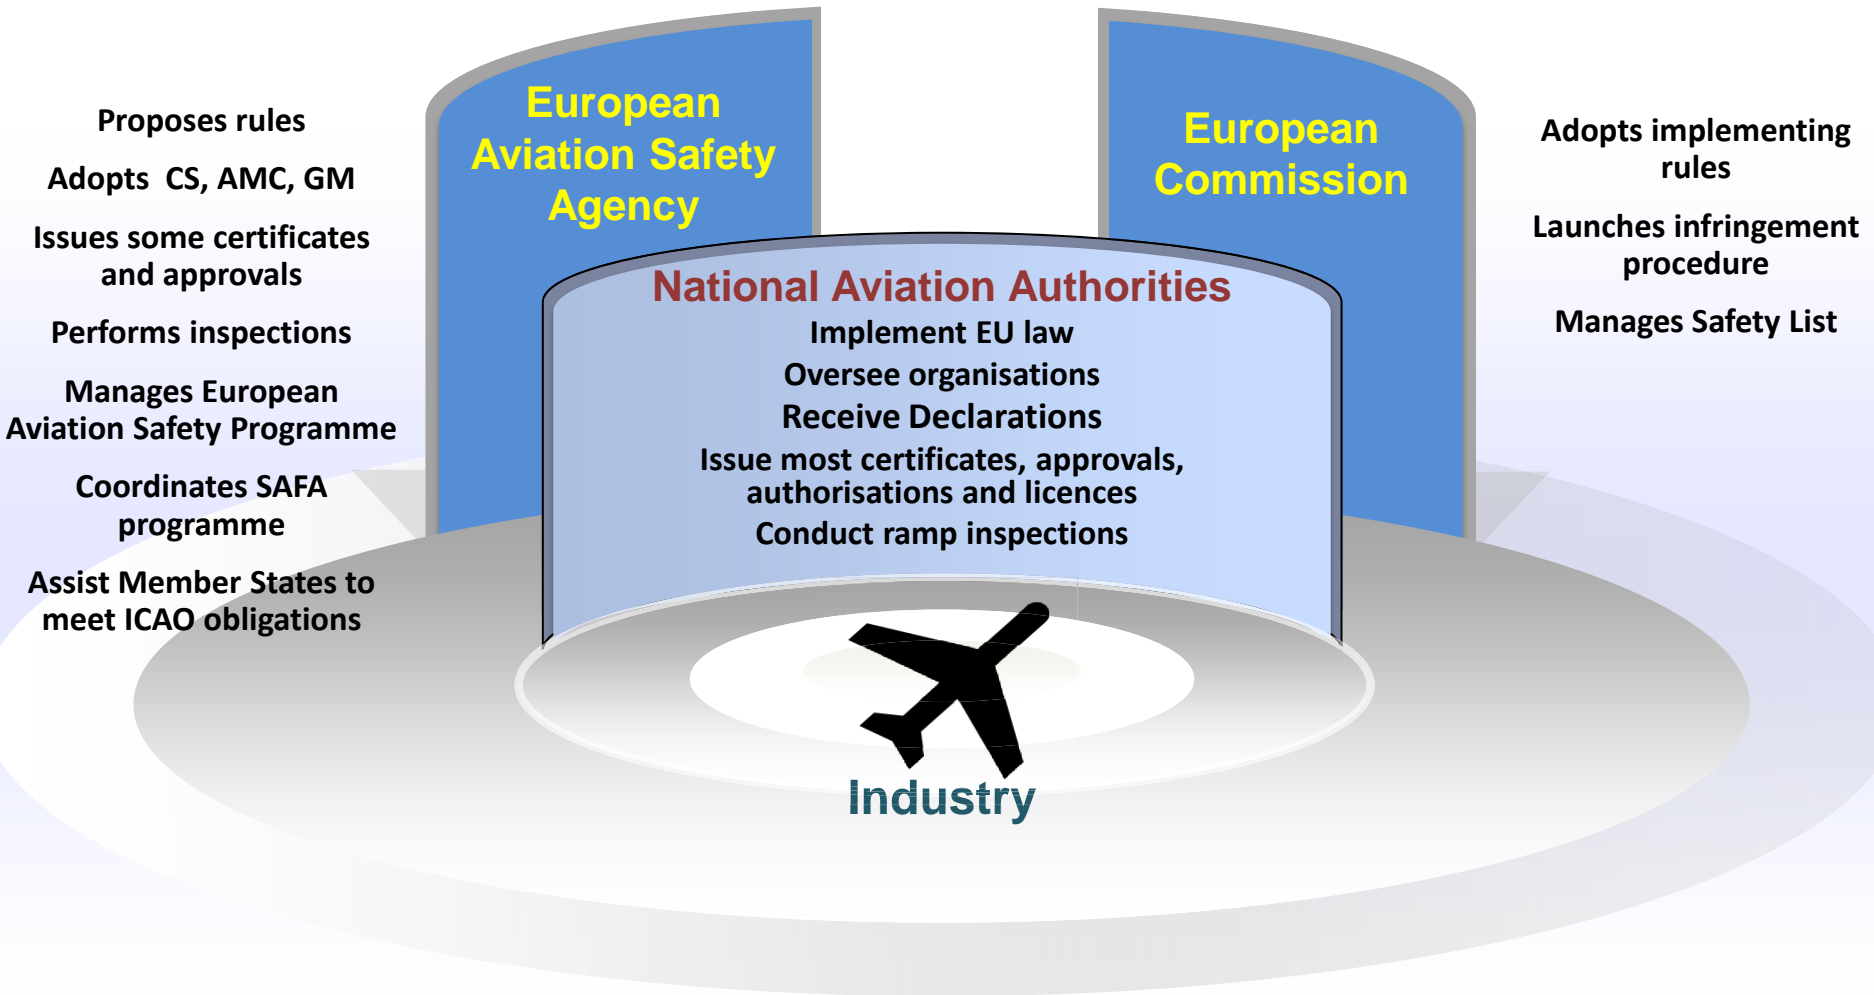 Proposes rules
Adopts CS, AMC, GM
Issues some certificates
and approvals
Performs inspections
Manages European
Aviation Safety Programme
Coordinates SAFA
programme
Assist Member States to
meet ICAO obligations
European
Aviation Safety
Agency
European
Commission
Adopts implementing
rules
Launches infringement
procedure
Manages Safety List
National Aviation Authorities
Implement EU law
Oversee organisations
Receive Declarations
Issue most certificates, approvals,
authorisations and licences
Conduct ramp inspections
Industry